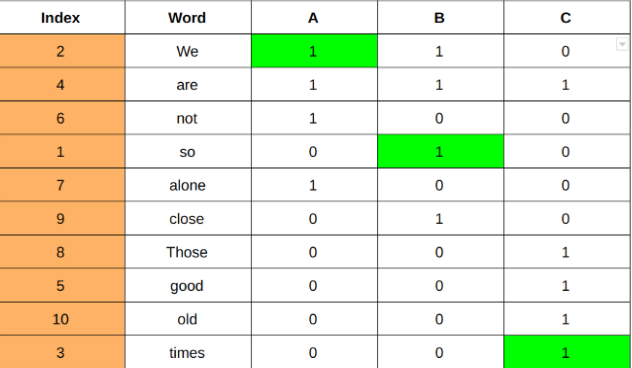 Index Word A B C
2 We 1 1 0
4 are 1 1 1
6 not 1 0 0
1 so 0 1 0
7 alone 1 0 0
9 close 0 1 0
8 Those 0 0 1
5 good 0 0 1
10 old 0 0 1
3 times 0 0 1